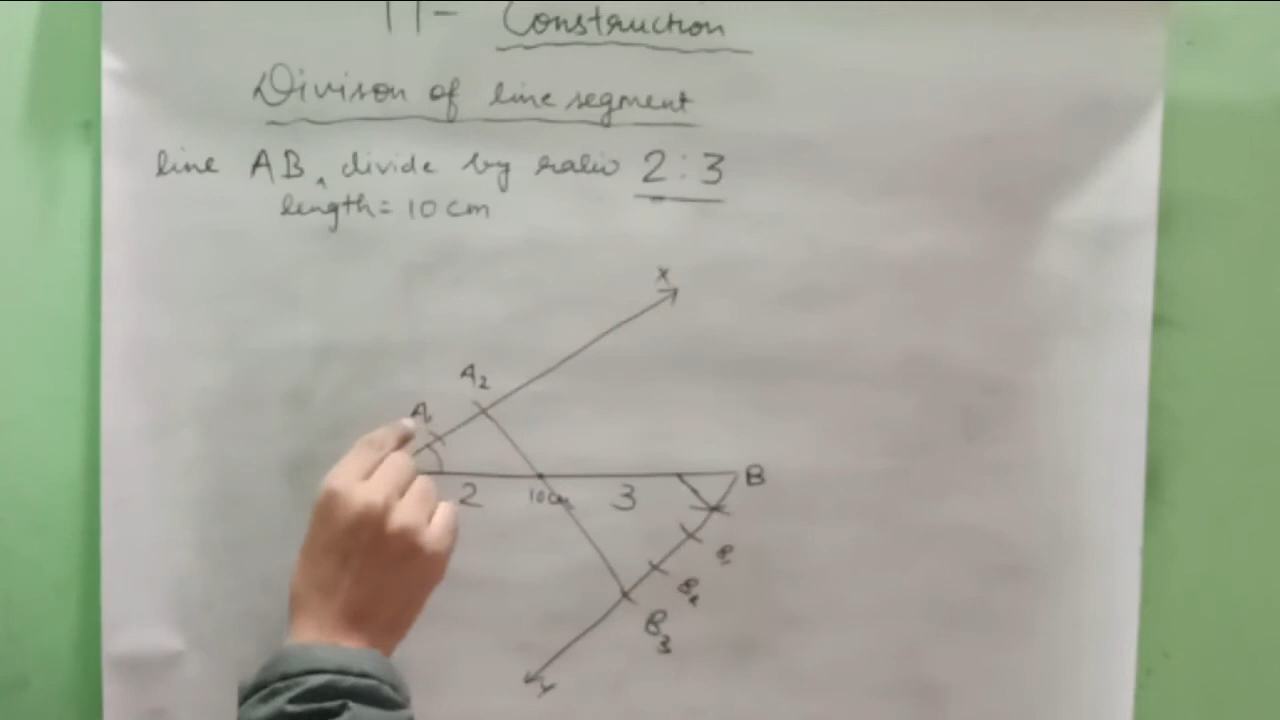 11- Construction
Divison of line segment
line AB, divide by ratio 2:3
length = 10 cm
X
A2
A
B
2
10cm
3
B1
B2
B3
Y